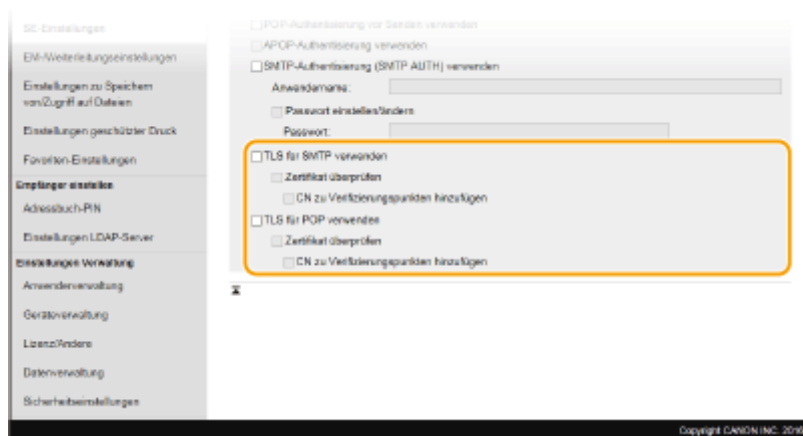 SE-Einstellungen
EM-Weiterleitungseinstellungen
Einstellungen zu Speichern
von/Zugriff auf Dateien
Einstellungen geschützter Druck
Favoriten-Einstellungen
Empfänger einstellen
Adressbuch-PIN
Einstellungen LDAP-Server
Einstellungen Verwaltung
Anwenderverwaltung
Geräteverwaltung
Lizenz/Andere
Datenverwaltung
Sicherheitseinstellungen
POP-Authentisierung vor Senden verwenden
APOP-Authentisierung verwenden
SMTP-Authentisierung (SMTP AUTH) verwenden
Anwendername:
Passwort einstellen/ändern
Passwort:
TLS für SMTP verwenden
Zertifikat überprüfen
CN zu Verifizierungspunkten hinzufügen
TLS für POP verwenden
Zertifikat überprüfen
CN zu Verifizierungspunkten hinzufügen
Copyright CANON INC. 2016